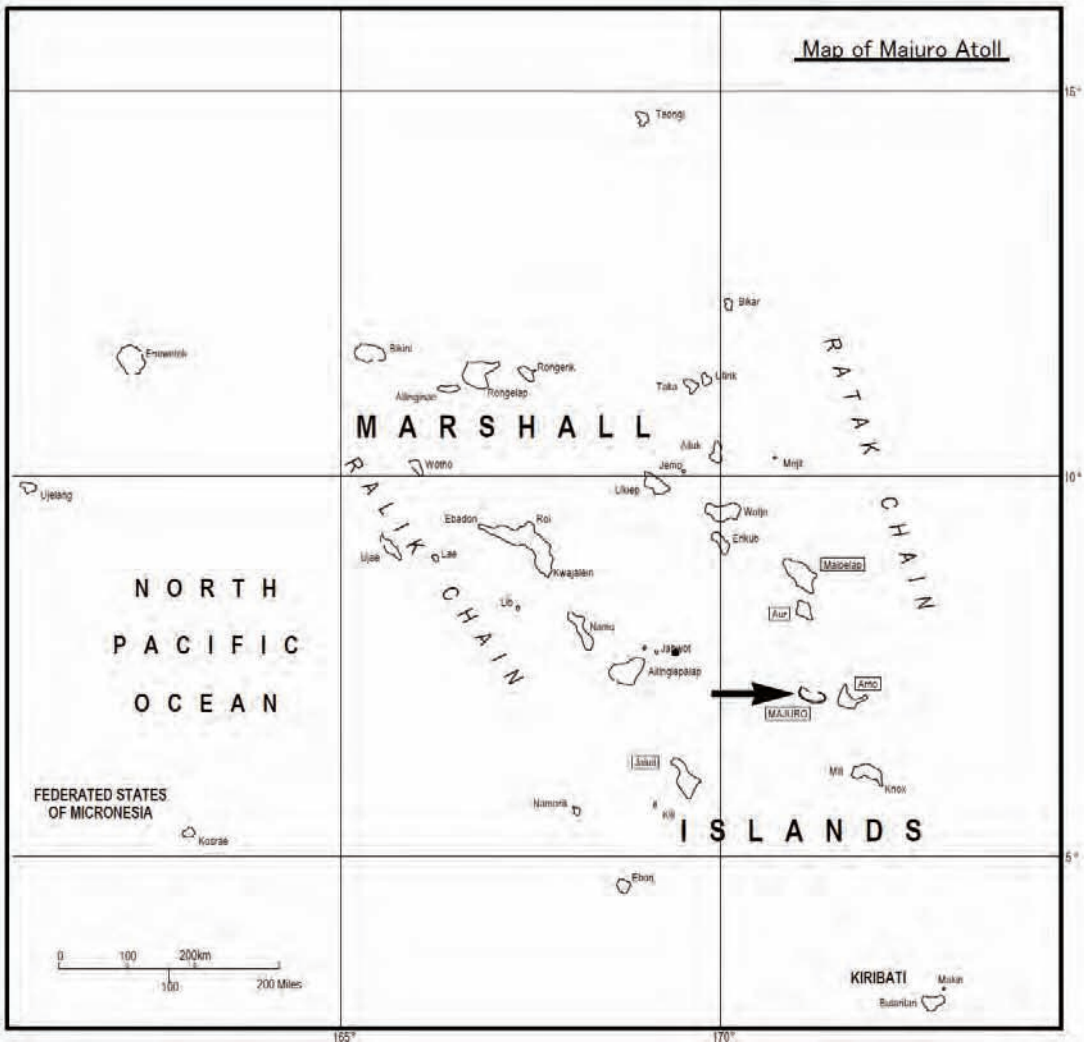 Map of Majuro Atoll
15°
Taongi
Bikar
Enewetok
Bikini
Rongerik
Ailinginae
Rongelap
Taka
Utirik
RATAK CHAIN
MARSHALL
Ailuk
Jemo
Mejit
Wotho
10°
Ujelang
RALIK CHAIN
Likiep
Wotje
Ebadon
Roi
Erikub
Ujae
Lae
Kwajalein
Maloelap
NORTH
PACIFIC
OCEAN
Lib
Aur
Namu
Jabwot
Ailinglapalap
Arno
MAJURO
Jaluit
Mili
Knox
FEDERATED STATES
OF MICRONESIA
Namorik
Kili
ISLANDS
Kosrae
5°
Ebon
0 100 200km
100 200 Miles
KIRIBATI
Makin
Butaritari
165°
170°